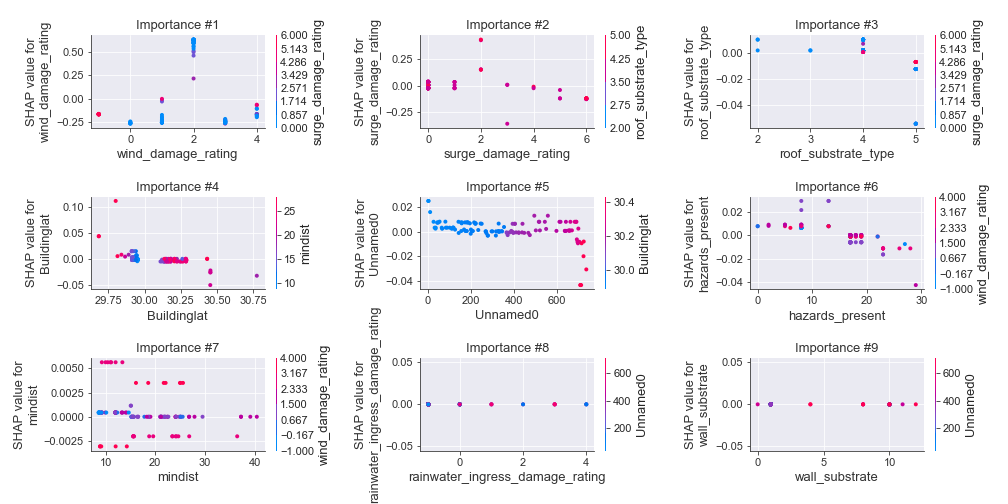 Importance #1
SHAP value for
wind_damage_rating
0.50
0.25
0.00
−0.25
0
2
4
wind_damage_rating
6.000
5.143
4.286
3.429
2.571
1.714
0.857
0.000
surge_damage_rating
Importance #2
SHAP value for
surge_damage_rating
0.25
0.00
−0.25
0
2
4
6
surge_damage_rating
5.00
4.25
3.50
2.75
2.00
roof_substrate_type
Importance #3
SHAP value for
roof_substrate_type
0.00
−0.02
−0.04
2
3
4
5
roof_substrate_type
6.000
5.143
4.286
3.429
2.571
1.714
0.857
0.000
surge_damage_rating
Importance #4
SHAP value for
Buildinglat
0.10
0.05
0.00
−0.05
29.75
30.00
30.25
30.50
30.75
Buildinglat
25
20
15
10
mindist
Importance #5
SHAP value for
Unnamed0
0.02
0.00
−0.02
−0.04
0
200
400
600
Unnamed0
30.4
30.2
30.0
Buildinglat
Importance #6
SHAP value for
hazards_present
0.02
0.00
−0.02
−0.04
0
10
20
30
hazards_present
4.000
3.167
2.333
1.500
0.667
−0.167
−1.000
wind_damage_rating
Importance #7
SHAP value for
mindist
0.0050
0.0025
0.0000
−0.0025
10
20
30
40
mindist
4.000
3.167
2.333
1.500
0.667
−0.167
−1.000
wind_damage_rating
Importance #8
SHAP value for
rainwater_ingress_damage_rating
0.05
0.00
−0.05
0
2
4
rainwater_ingress_damage_rating
600
400
200
Unnamed0
Importance #9
SHAP value for
wall_substrate
0.05
0.00
−0.05
0
5
10
wall_substrate
600
400
200
Unnamed0